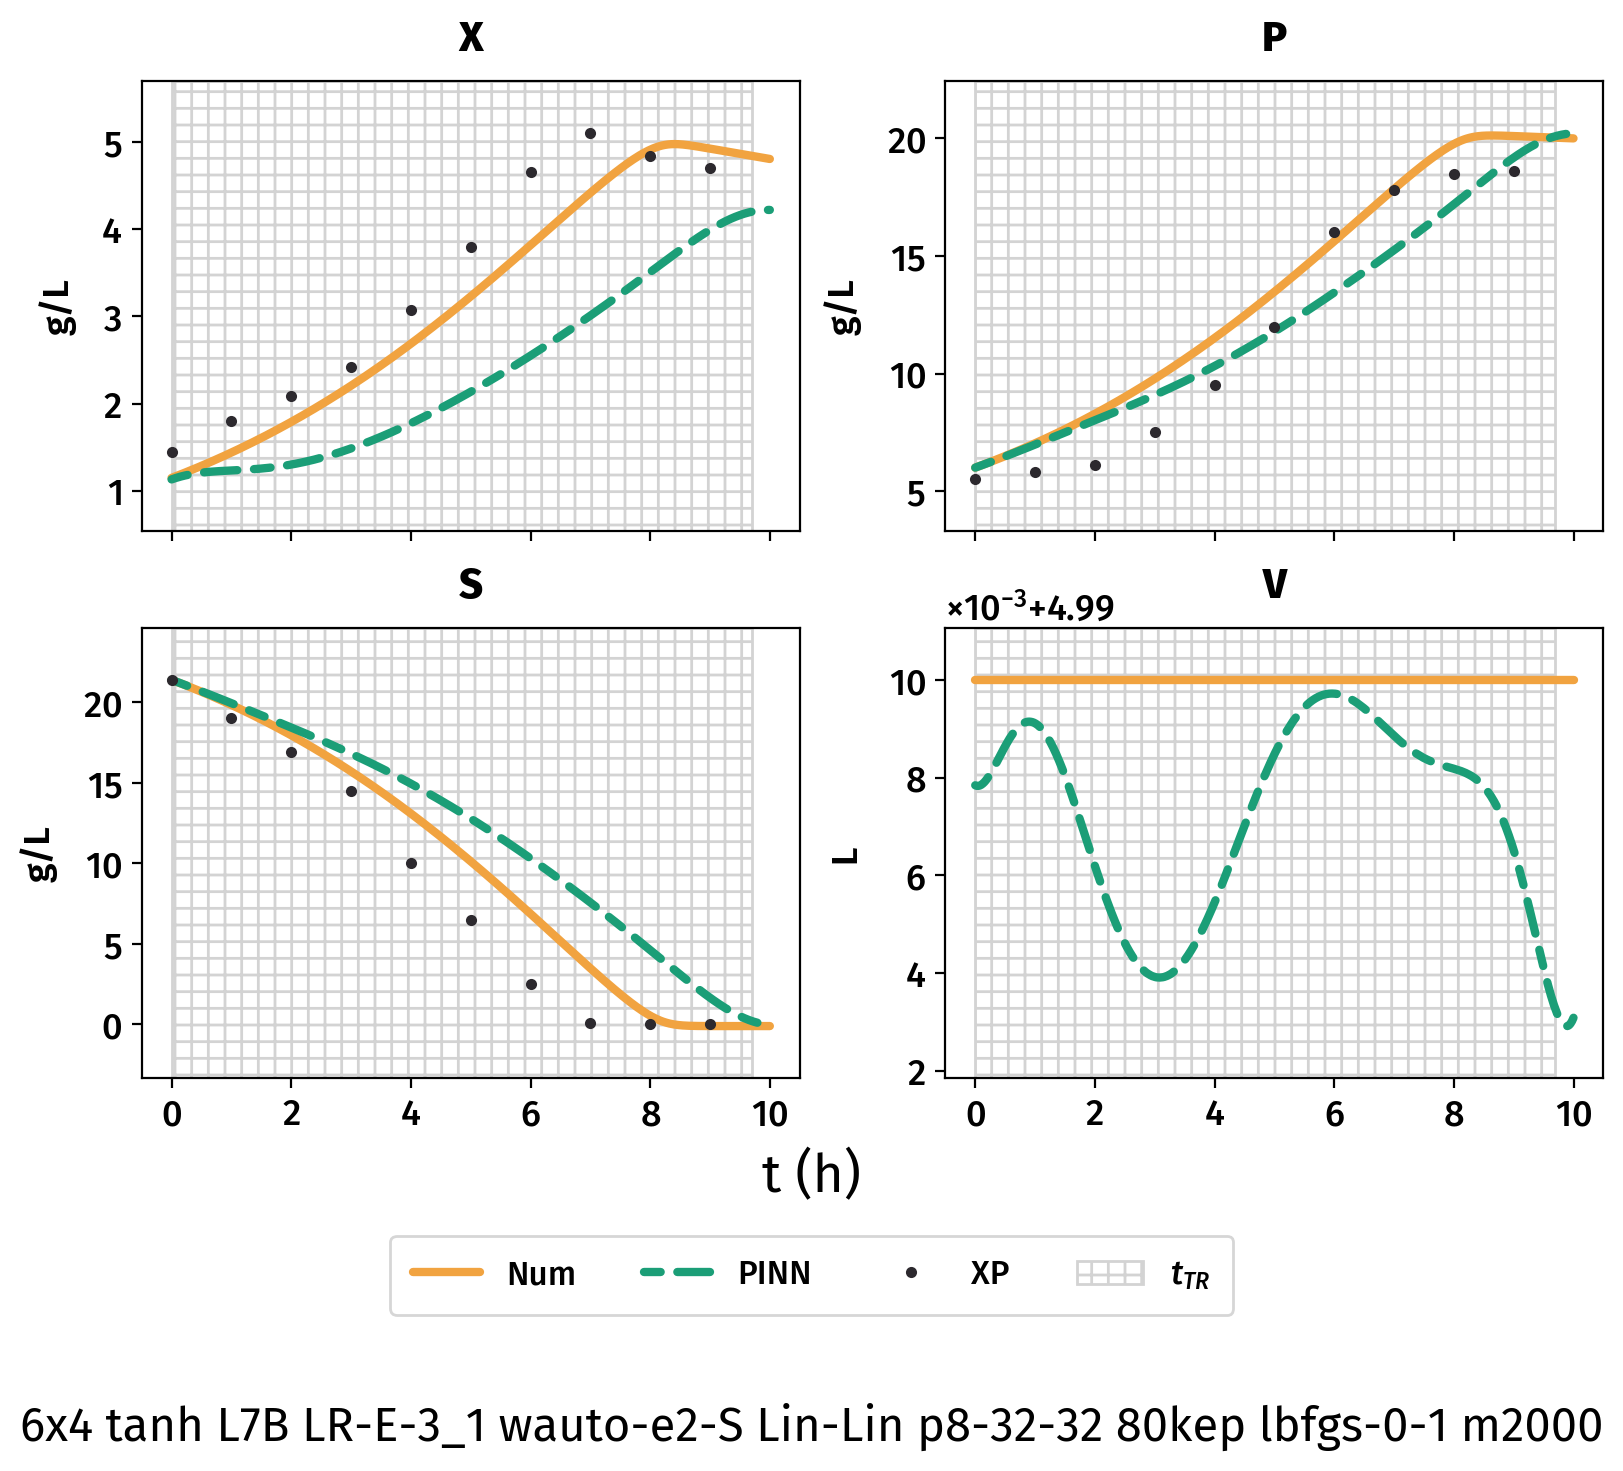 X
P
g/L
5
4
3
2
1
g/L
20
15
10
5
S
V
×10⁻³+4.99
g/L
20
15
10
5
0
0 2 4 6 8 10
L
10
8
6
4
2
0 2 4 6 8 10
t (h)
Num PINN XP t_TR
6x4 tanh L7B LR-E-3_1 wauto-e2-S Lin-Lin p8-32-32 80kep lbfgs-0-1 m2000